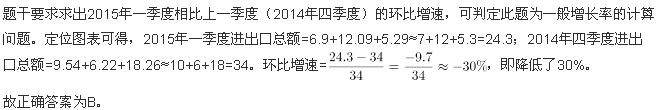 题干要求求出2015年一季度相比上一季度（2014年四季度）的环比增速，可判定此题为一般增长率的计算
问题。定位图表可得，2015年一季度进出口总额=6.9+12.09+5.29≈7+12+5.3=24.3；2014年四季度进出
口总额=9.54+6.22+18.26≈10+6+18=34。环比增速=\frac{24.3-34}{34}=\frac{-9.7}{34}≈-30%，即降低了30%。
故正确答案为B。